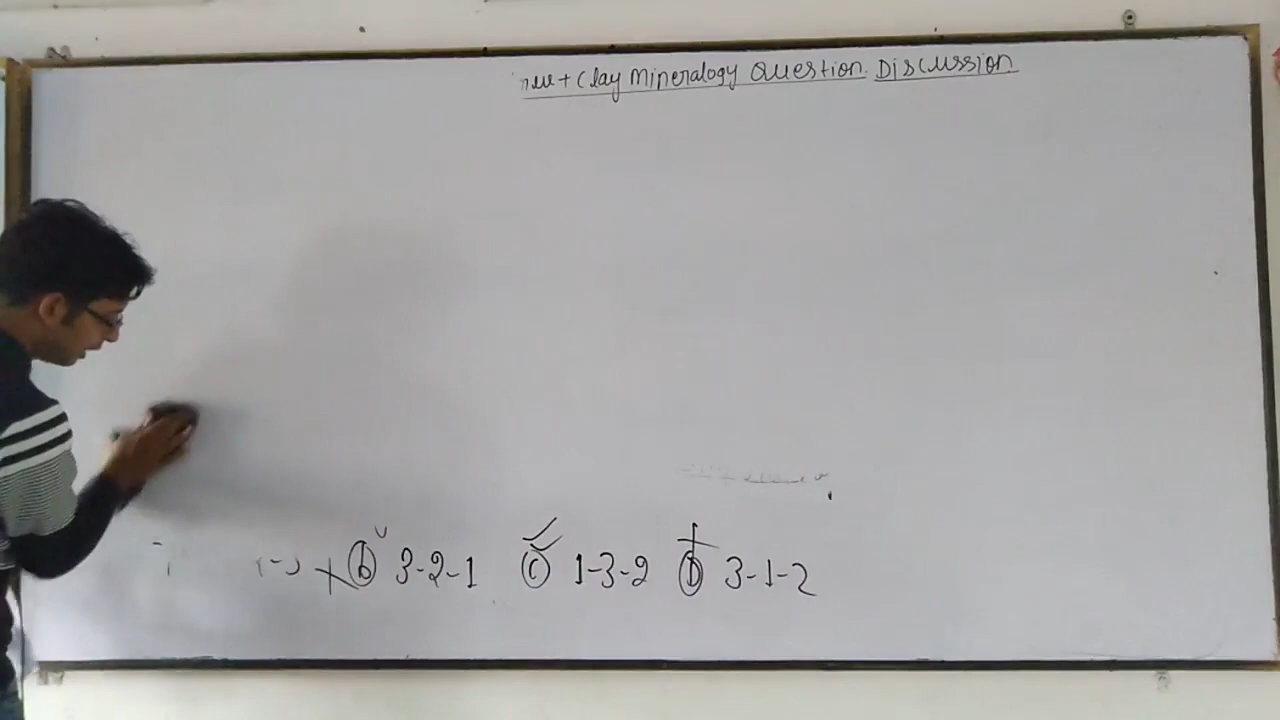 + Clay Mineralogy Question Discussion
(b) 3-2-1 (c) 1-3-2 (D) 3-1-2